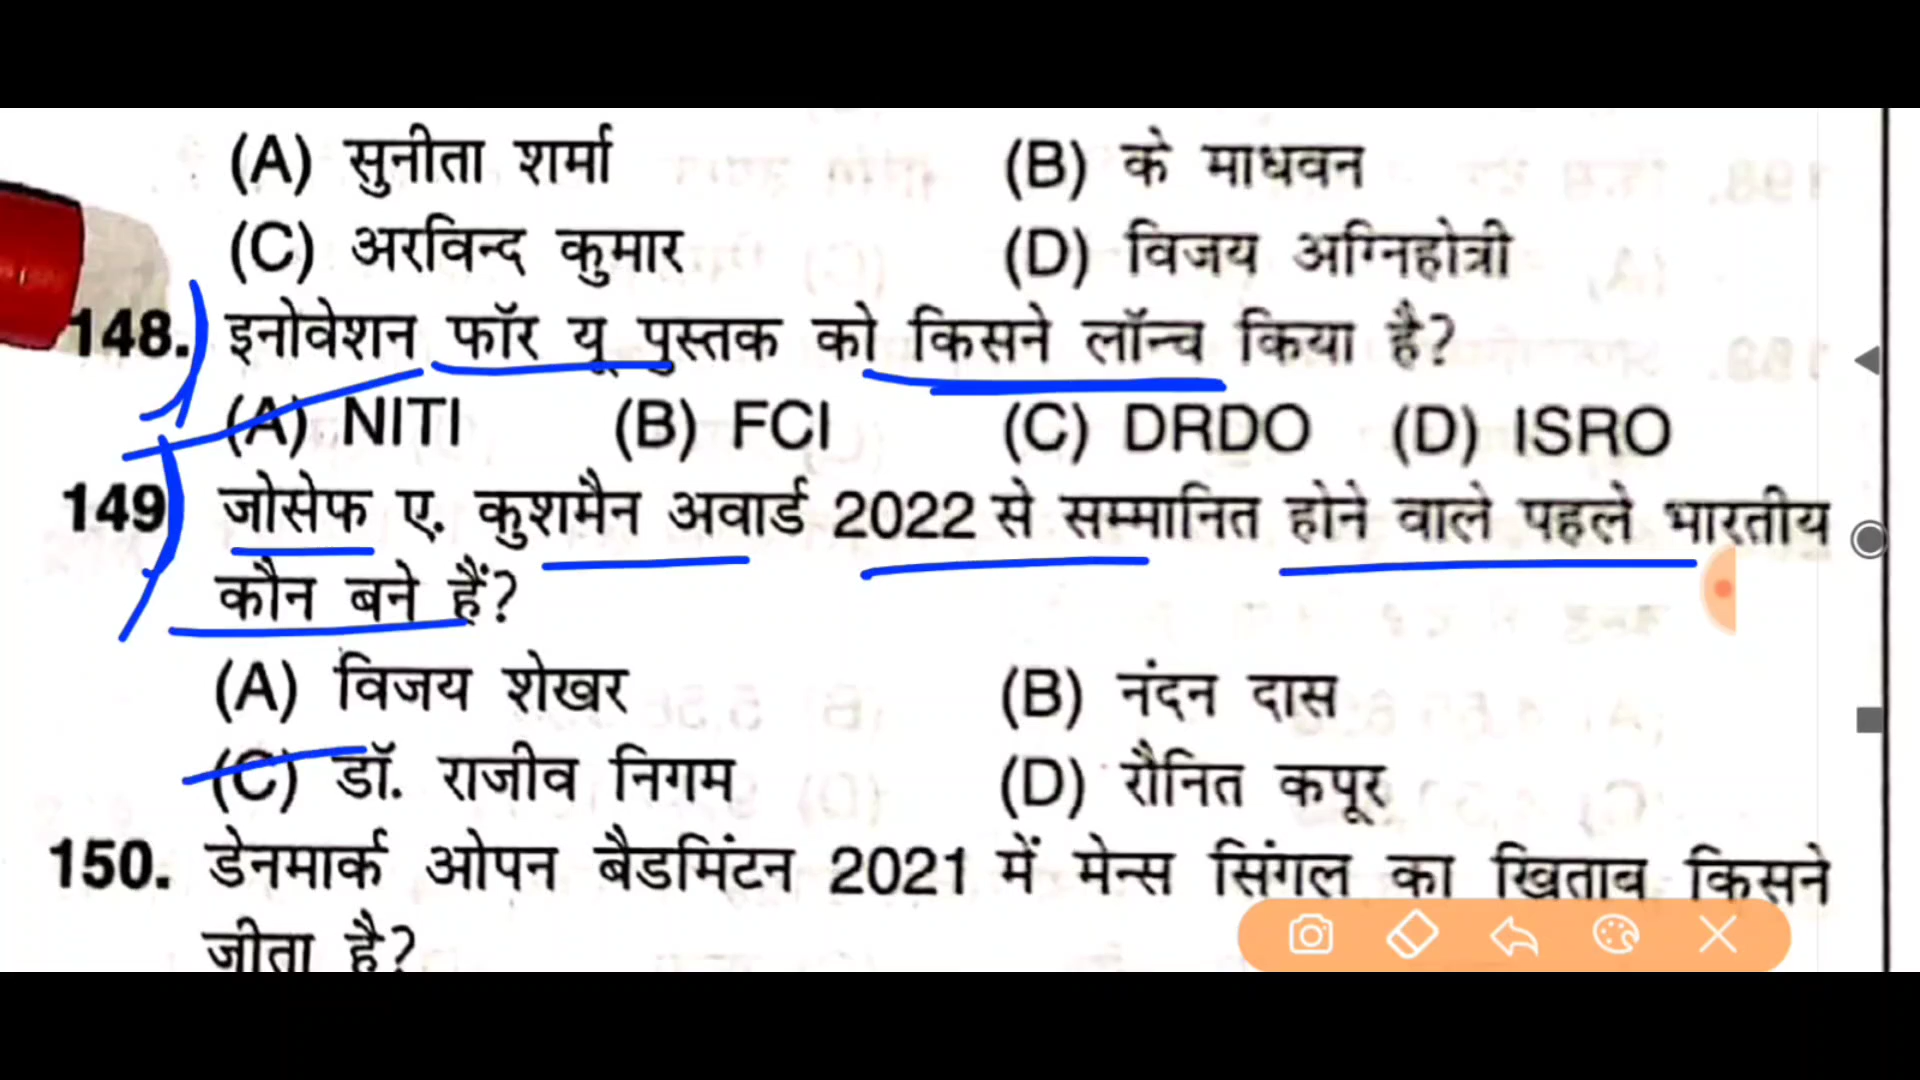 (A) सुनीता शर्मा (B) के माधवन
(C) अरविन्द कुमार (D) विजय अग्निहोत्री
148. इनोवेशन फॉर यू पुस्तक को किसने लॉन्च किया है?
(A) NITI (B) FCI (C) DRDO (D) ISRO
149 जोसेफ ए. कुशमैन अवार्ड 2022 से सम्मानित होने वाले पहले भारतीय
कौन बने हैं?
(A) विजय शेखर (B) नंदन दास
(C) डॉ. राजीव निगम (D) रौनित कपूर
150. डेनमार्क ओपन बैडमिंटन 2021 में मेन्स सिंगल का खिताब किसने
जीता है?